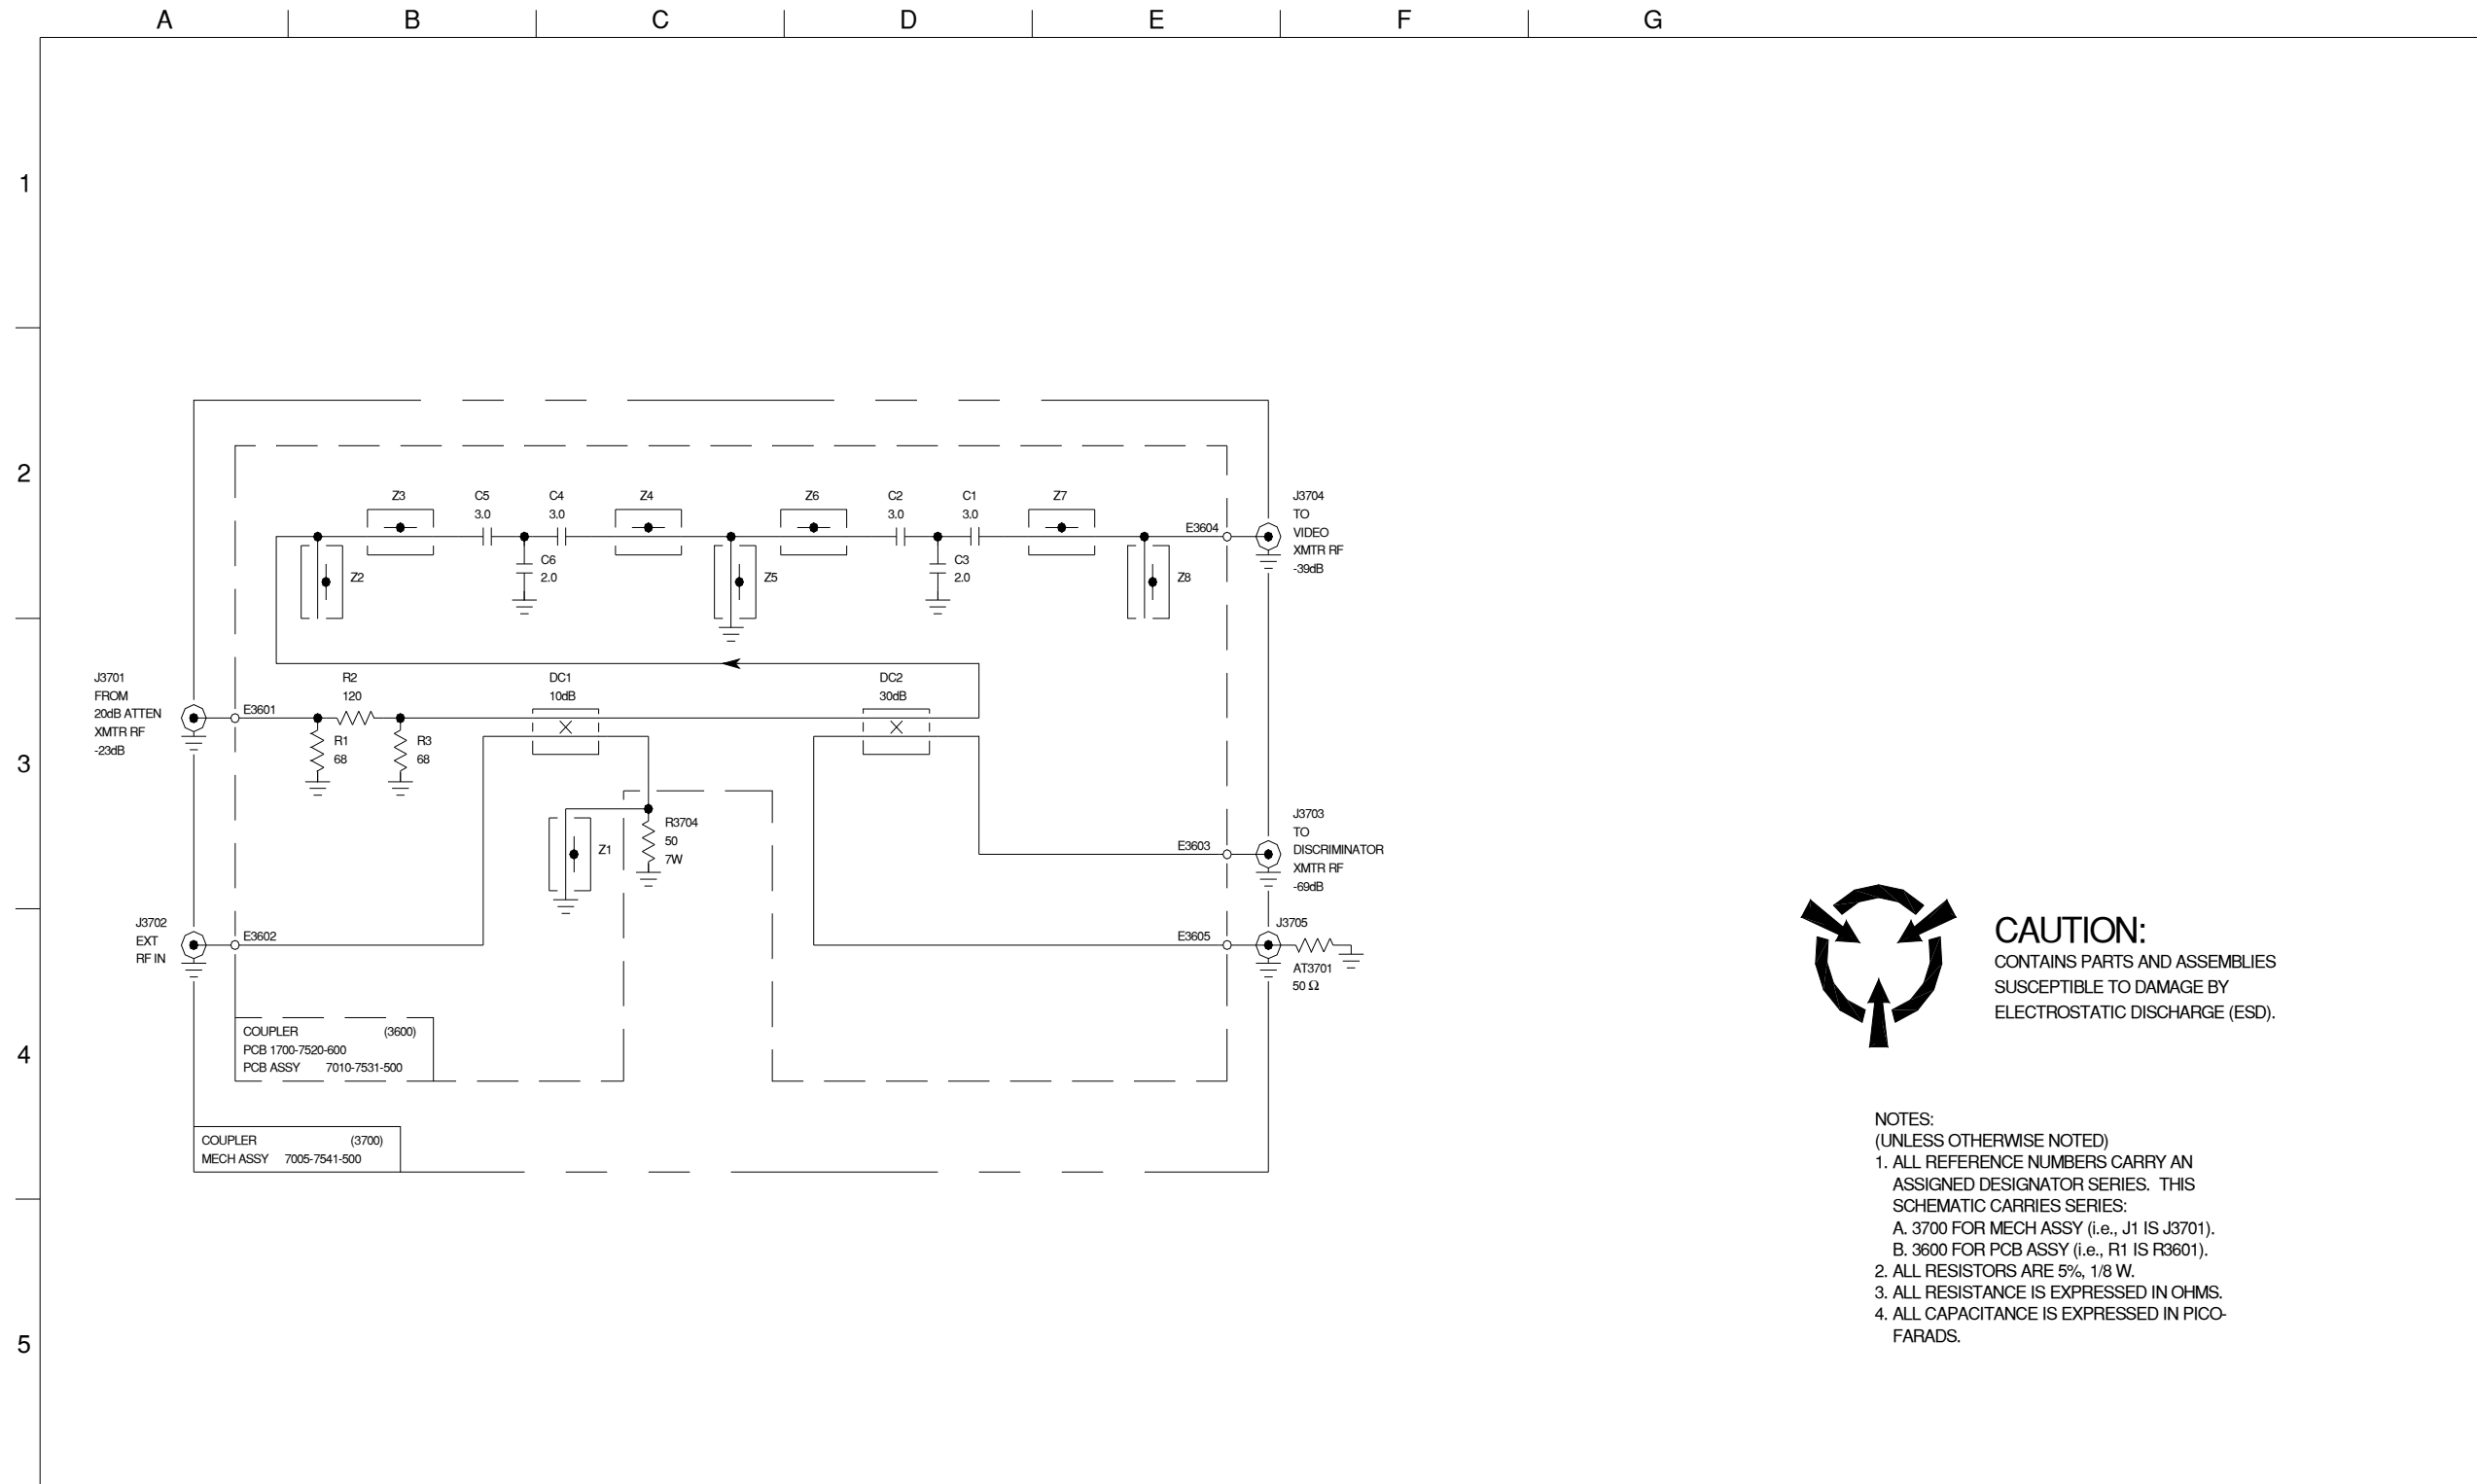 A B C D E F G
1
2
Z3 C5 C4 Z4 Z6 C2 C1 Z7 J3704
3.0 3.0 3.0 3.0 TO
E3604 VIDEO
XMTR RF
-39dB
C6 C3
2.0 2.0
Z2 Z5 Z8
J3701 R2 DC1 DC2
FROM 120 10dB 30dB
20dB ATTEN E3601
XMTR RF
-23dB
R1 R3
68 68
3
J3703
R3704 TO
50 E3603 DISCRIMINATOR
7W XMTR RF
Z1 -69dB
J3702 J3705
EXT E3602 E3605
RF IN
AT3701
50 Ω
COUPLER (3600)
PCB 1700-7520-600
PCB ASSY 7010-7531-500
4
COUPLER (3700)
MECH ASSY 7005-7541-500
5
CAUTION:
CONTAINS PARTS AND ASSEMBLIES
SUSCEPTIBLE TO DAMAGE BY
ELECTROSTATIC DISCHARGE (ESD).
NOTES:
(UNLESS OTHERWISE NOTED)
1. ALL REFERENCE NUMBERS CARRY AN
ASSIGNED DESIGNATOR SERIES. THIS
SCHEMATIC CARRIES SERIES:
A. 3700 FOR MECH ASSY (i.e., J1 IS J3701).
B. 3600 FOR PCB ASSY (i.e., R1 IS R3601).
2. ALL RESISTORS ARE 5%, 1/8 W.
3. ALL RESISTANCE IS EXPRESSED IN OHMS.
4. ALL CAPACITANCE IS EXPRESSED IN PICO-
FARADS.